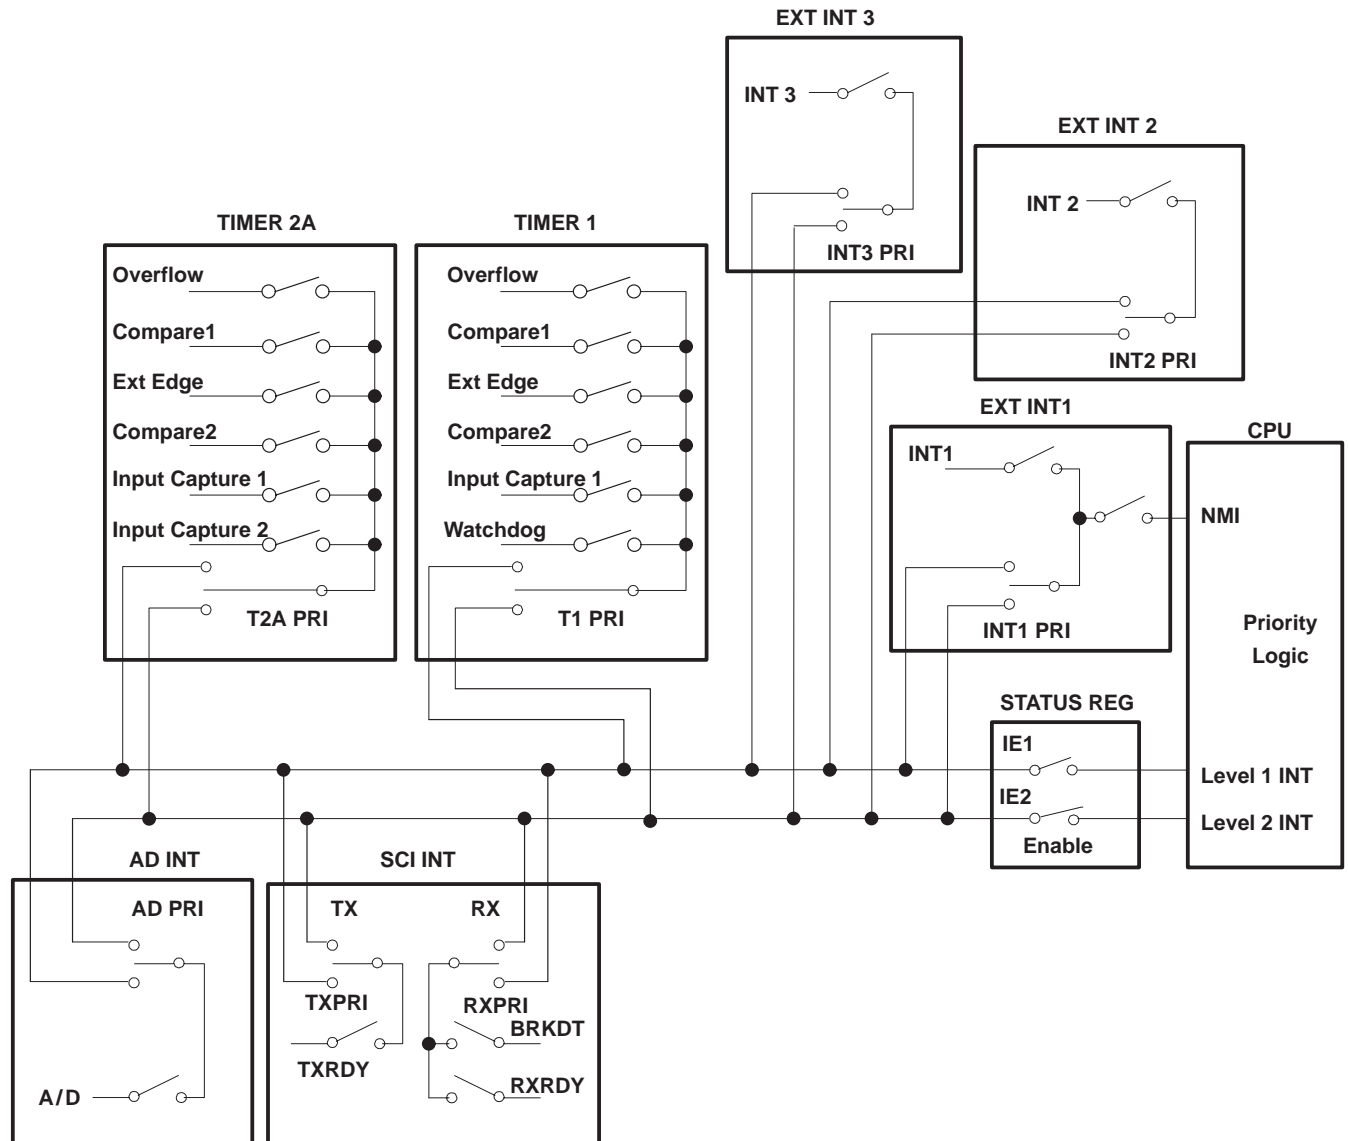 EXT INT 3
INT 3
INT3 PRI
EXT INT 2
INT 2
INT2 PRI
TIMER 2A
Overflow
Compare1
Ext Edge
Compare2
Input Capture 1
Input Capture 2
T2A PRI
TIMER 1
Overflow
Compare1
Ext Edge
Compare2
Input Capture 1
Watchdog
T1 PRI
EXT INT1
INT1
INT1 PRI
CPU
NMI
Priority
Logic
Level 1 INT
Level 2 INT
STATUS REG
IE1
IE2
Enable
AD INT
AD PRI
A/D
SCI INT
TX
RX
TXPRI
RXPRI
BRKDT
TXRDY
RXRDY